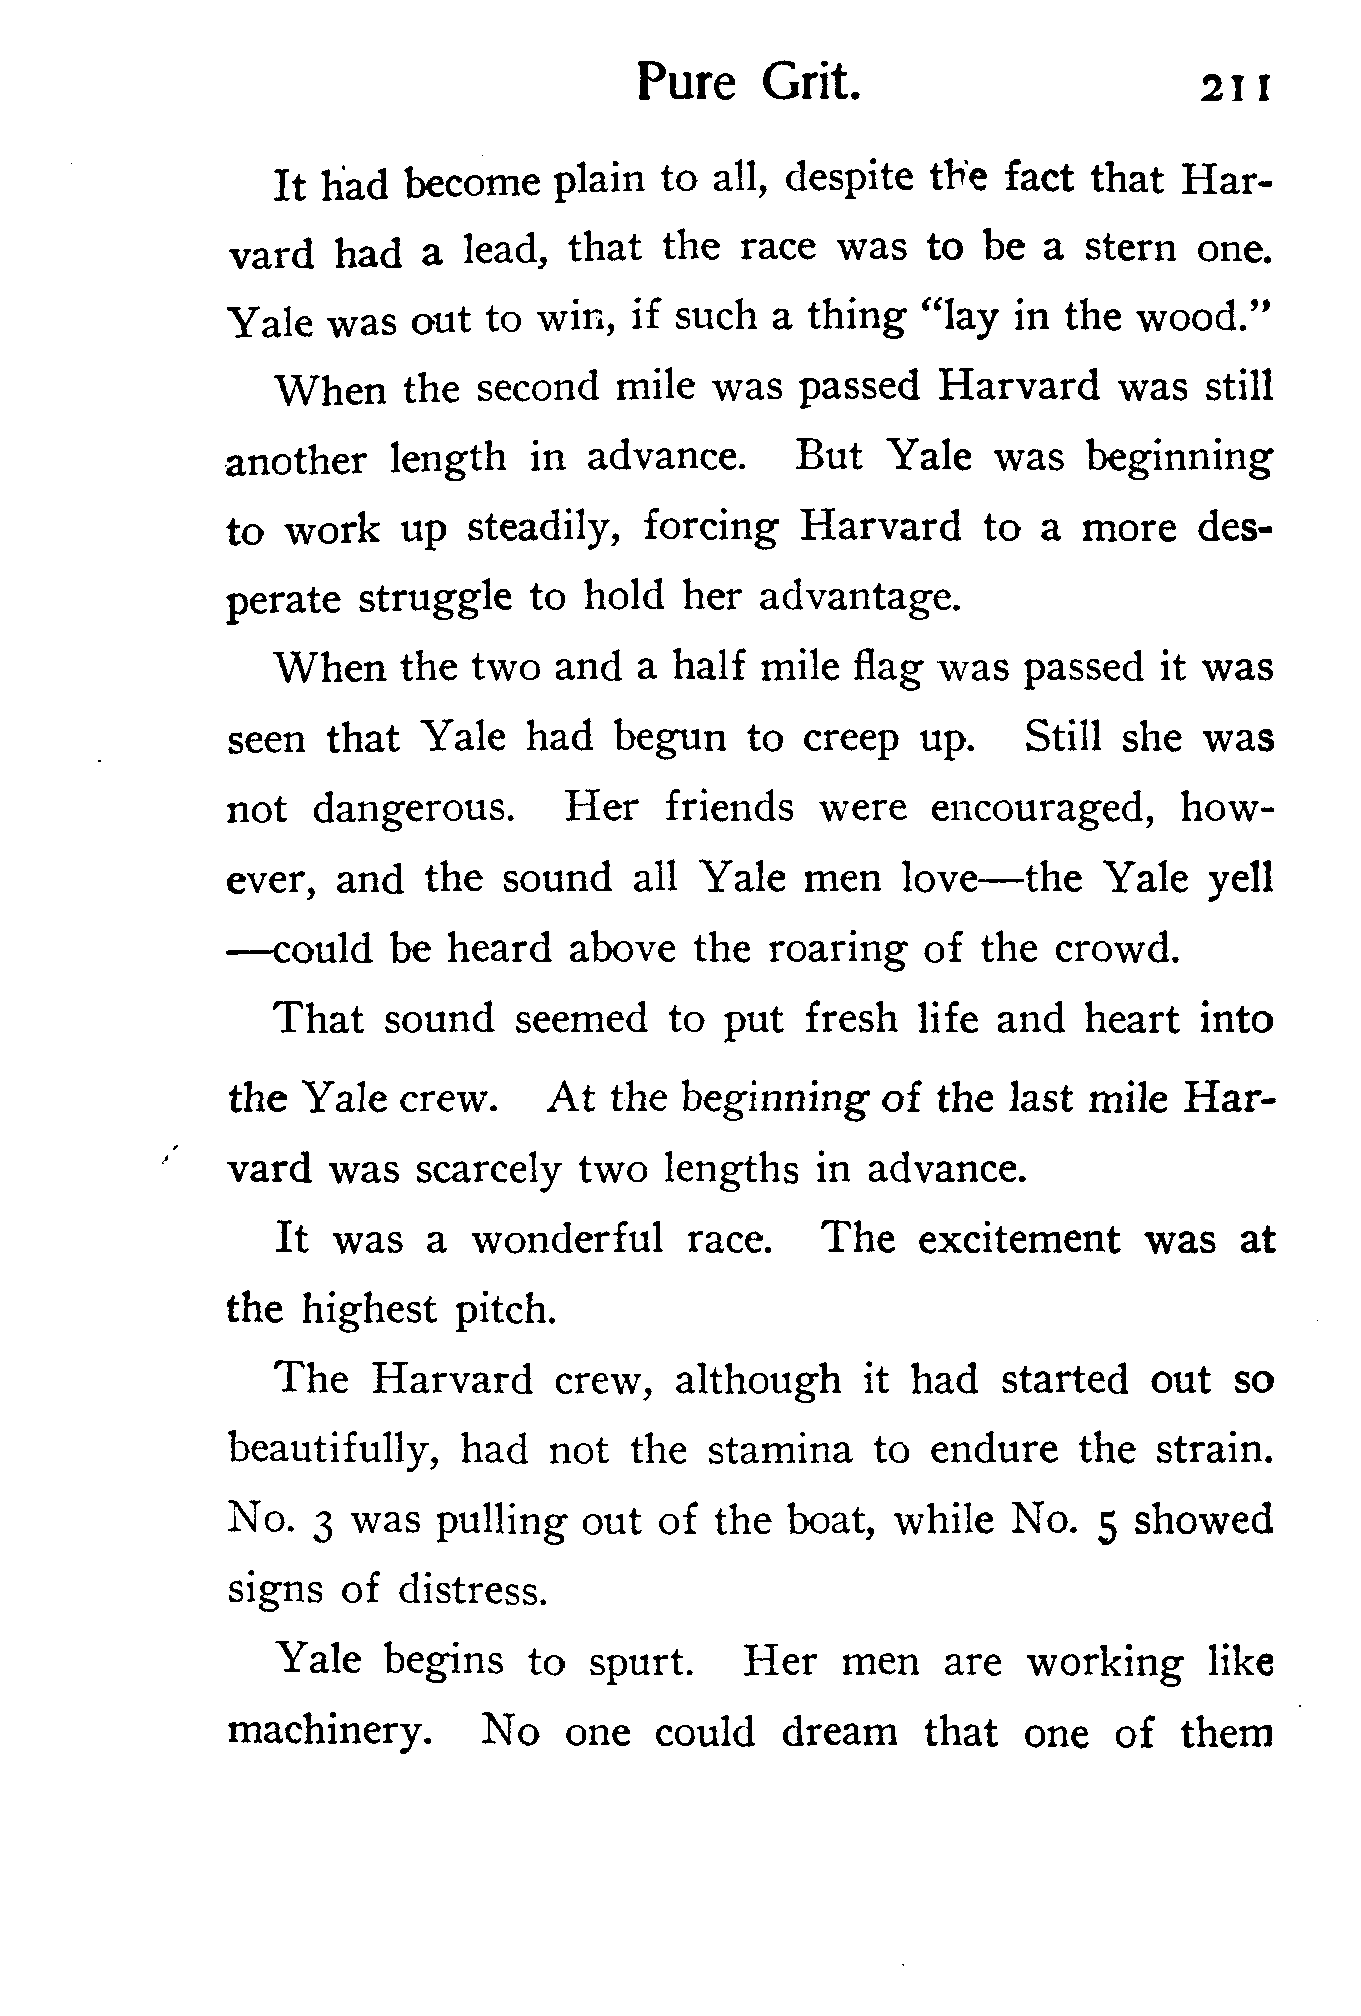 Pure Grit. 211
It had become plain to all, despite the fact that Har-
vard had a lead, that the race was to be a stern one.
Yale was out to win, if such a thing "lay in the wood."
When the second mile was passed Harvard was still
another length in advance. But Yale was beginning
to work up steadily, forcing Harvard to a more des-
perate struggle to hold her advantage.
When the two and a half mile flag was passed it was
seen that Yale had begun to creep up. Still she was
not dangerous. Her friends were encouraged, how-
ever, and the sound all Yale men love—the Yale yell
—could be heard above the roaring of the crowd.
That sound seemed to put fresh life and heart into
the Yale crew. At the beginning of the last mile Har-
vard was scarcely two lengths in advance.
It was a wonderful race. The excitement was at
the highest pitch.
The Harvard crew, although it had started out so
beautifully, had not the stamina to endure the strain.
No. 3 was pulling out of the boat, while No. 5 showed
signs of distress.
Yale begins to spurt. Her men are working like
machinery. No one could dream that one of them